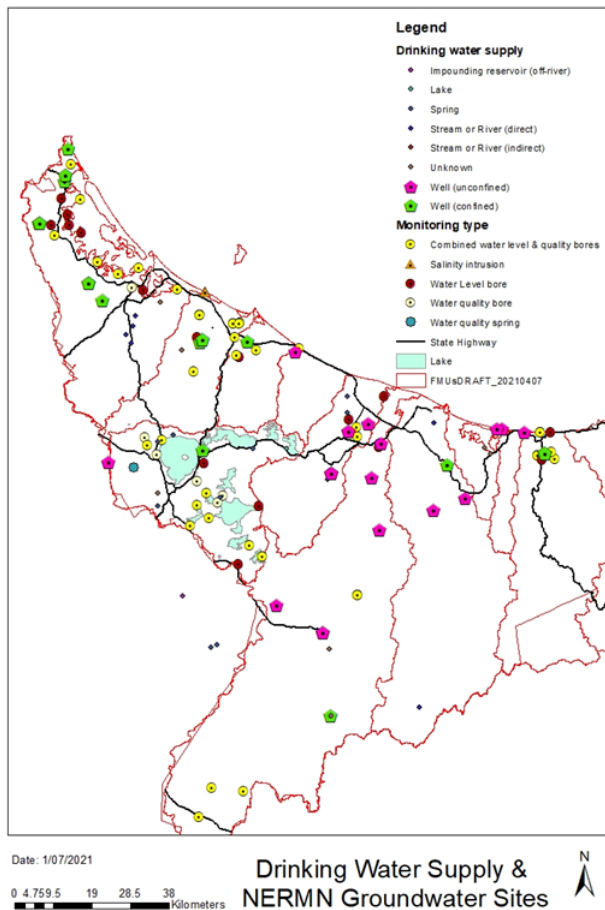 Legend
Drinking water supply
Impounding reservoir (off-river)
Lake
Spring
Stream or River (direct)
Stream or River (indirect)
Unknown
Well (unconfined)
Well (confined)
Monitoring type
Combined water level & quality bores
Salinity intrusion
Water Level bore
Water quality bore
Water quality spring
State Highway
Lake
FMUsDRAFT_20210407
Date: 1/07/2021
0 4.759.5 19 28.5 38
Kilometers
Drinking Water Supply &
NERMN Groundwater Sites
N